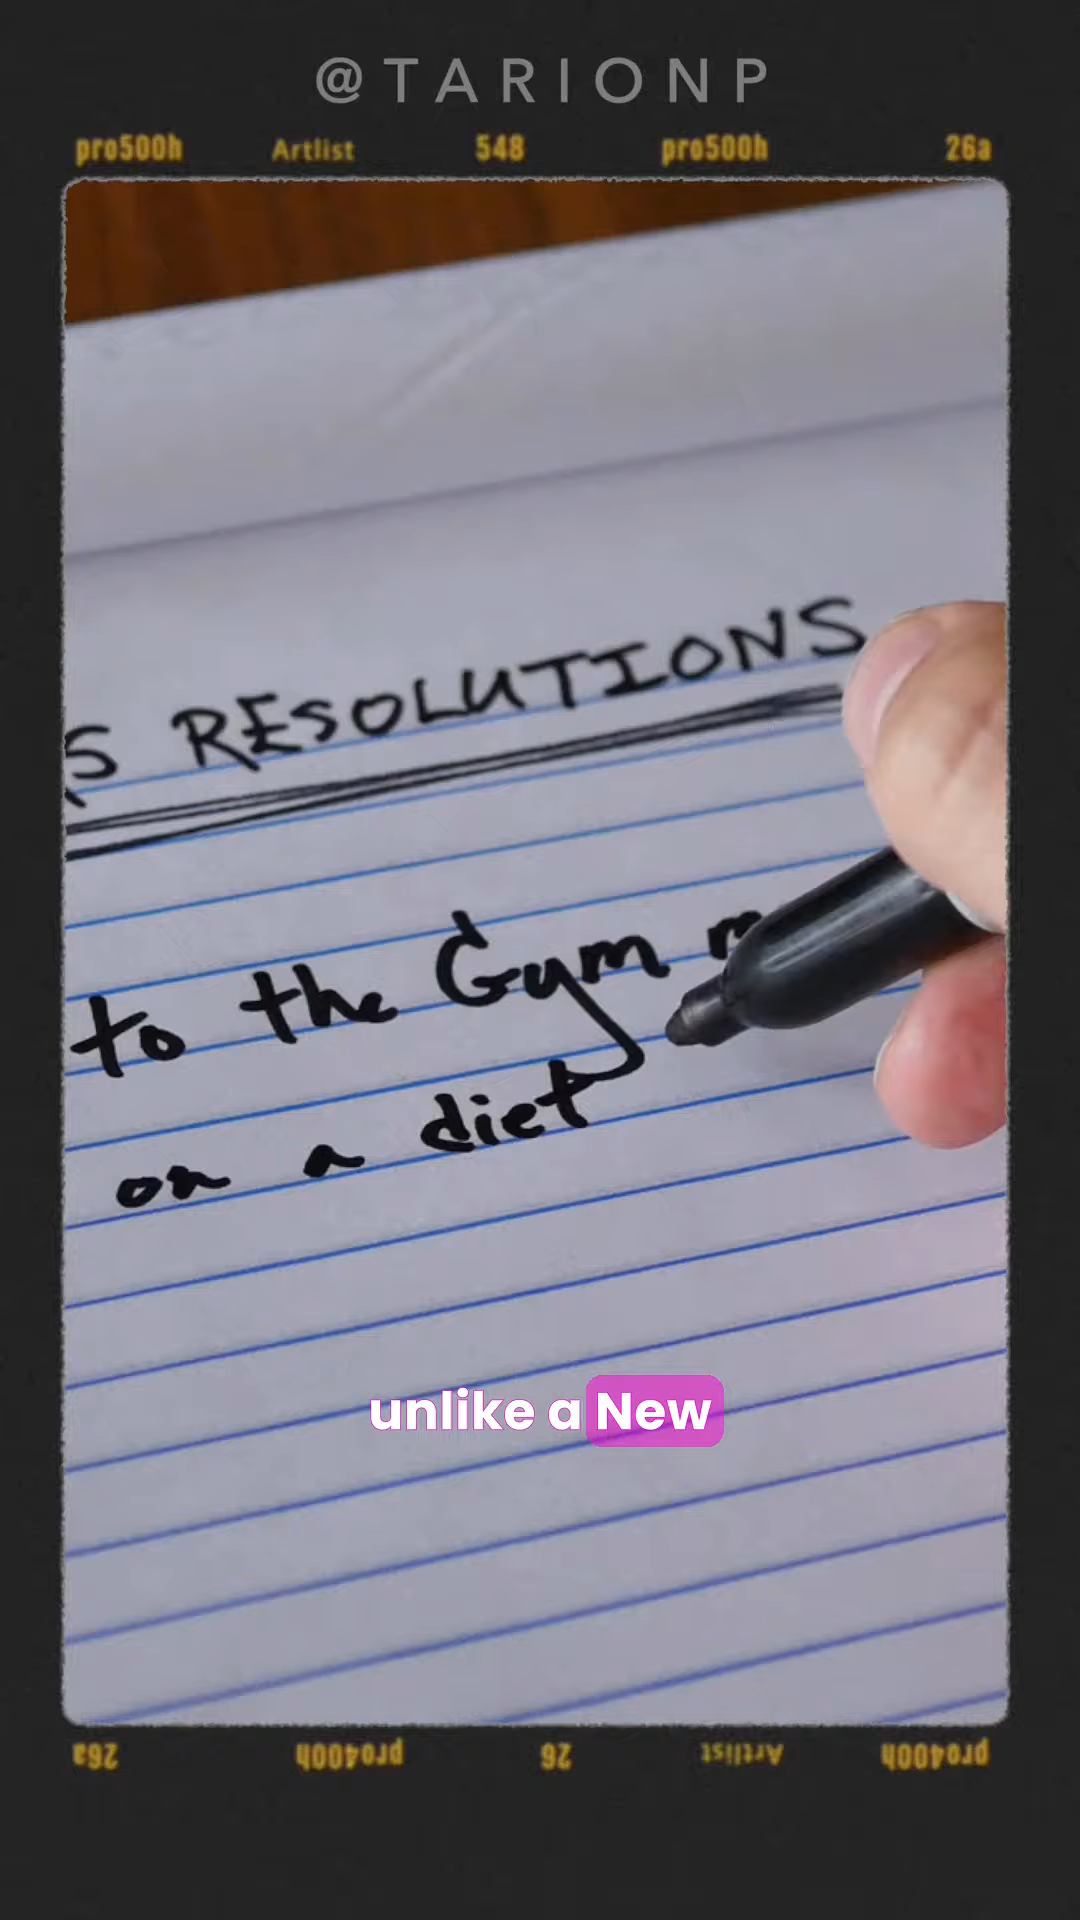 @TARIONP
pro500h Artlist 548 pro500h 26a
S RESOLUTIONS
to the Gym
on a diet
unlike a New
26a pro400h 26 Artlist pro400h